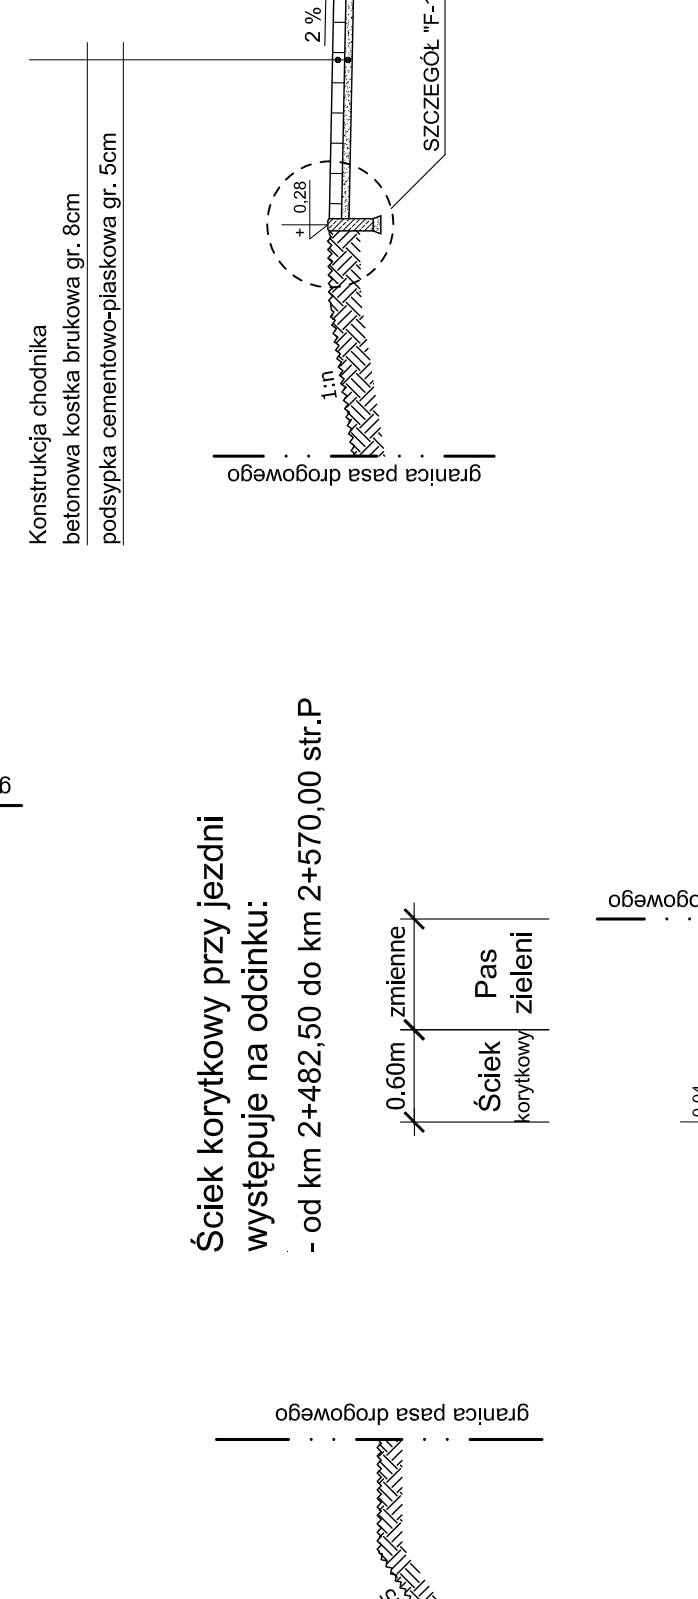 Konstrukcja chodnika
betonowa kostka brukowa gr. 8cm
podsypka cementowo-piaskowa gr. 5cm
2 %
SZCZEGÓŁ "F-
+ 0,28
1:n
granica pasa drogowego
Ściek korytkowy przy jezdni
występuje na odcinku:
- od km 2+482,50 do km 2+570,00 str.P
0.60m
zmienne
Ściek
korytkowy
Pas
zieleni
granica pasa drogowego